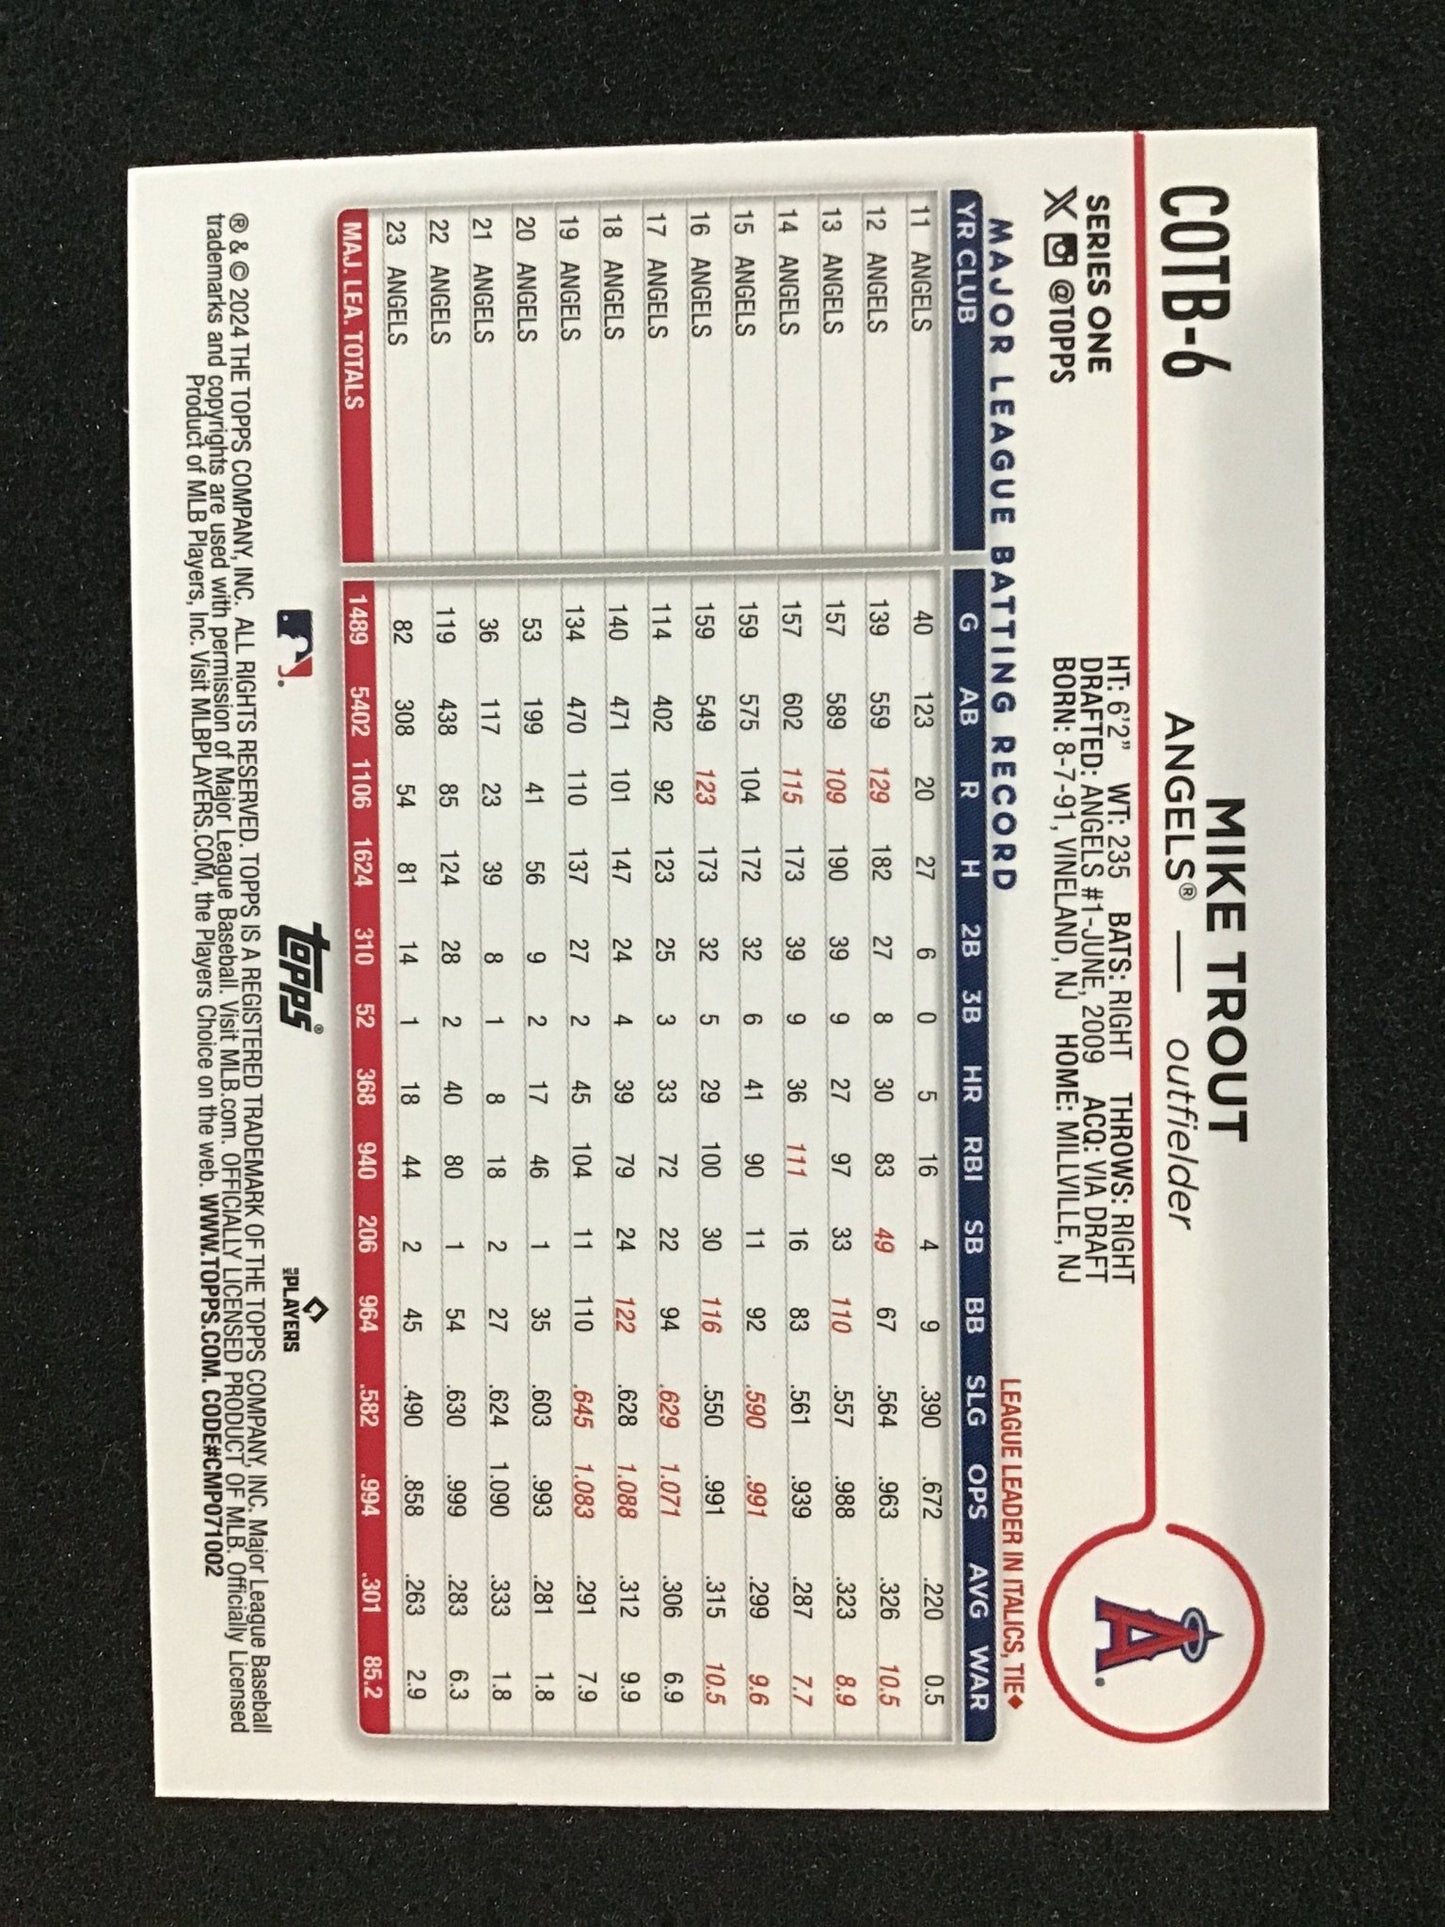 COTB-6
MIKE TROUT
ANGELS® — outfielder
SERIES ONE
X @TOPPS
HT: 6'2" WT: 235 BATS: RIGHT THROWS: RIGHT
DRAFTED: ANGELS #1-JUNE, 2009 ACQ: VIA DRAFT
BORN: 8-7-91, VINELAND, NJ HOME: MILLVILLE, NJ
A
MAJOR LEAGUE BATTING RECORD
LEAGUE LEADER IN ITALICS, TIE◆
YR CLUB G AB R H 2B 3B HR RBI SB BB SLG OPS AVG WAR
11 ANGELS 40 123 20 27 6 0 5 16 4 9 .390 .672 .220 0.5
12 ANGELS 139 559 129 182 27 8 30 83 49 67 .564 .963 .326 10.5
13 ANGELS 157 589 109 190 39 9 27 97 33 110 .557 .988 .323 8.9
14 ANGELS 157 602 115 173 39 9 36 111 16 83 .561 .939 .287 7.7
15 ANGELS 159 575 104 172 32 6 41 90 11 92 .590 .991 .299 9.6
16 ANGELS 159 549 123 173 32 5 29 100 30 116 .550 .991 .315 10.5
17 ANGELS 114 402 92 123 25 3 33 72 22 94 .629 1.071 .306 6.9
18 ANGELS 140 471 101 147 24 4 39 79 24 122 .628 1.088 .312 9.9
19 ANGELS 134 470 110 137 27 2 45 104 11 110 .645 1.083 .291 7.9
20 ANGELS 53 199 41 56 9 2 17 46 1 35 .603 .993 .281 1.8
21 ANGELS 36 117 23 39 8 1 8 18 2 27 .624 1.090 .333 1.8
22 ANGELS 119 438 85 124 28 2 40 80 1 54 .630 .999 .283 6.3
23 ANGELS 82 308 54 81 14 1 18 44 2 45 .490 .858 .263 2.9
MAJ. LEA. TOTALS 1489 5402 1106 1624 310 52 368 940 206 964 .582 .994 .301 85.2
topps®
MLB PLAYERS
® & © 2024 THE TOPPS COMPANY, INC. ALL RIGHTS RESERVED. TOPPS IS A REGISTERED TRADEMARK OF THE TOPPS COMPANY, INC. Major League Baseball
trademarks and copyrights are used with permission of Major League Baseball. Visit MLB.com. OFFICIALLY LICENSED PRODUCT OF MLB. Officially Licensed
Product of MLB Players, Inc. Visit MLBPLAYERS.COM, the Players Choice on the web. WWW.TOPPS.COM. CODE#CMP071002